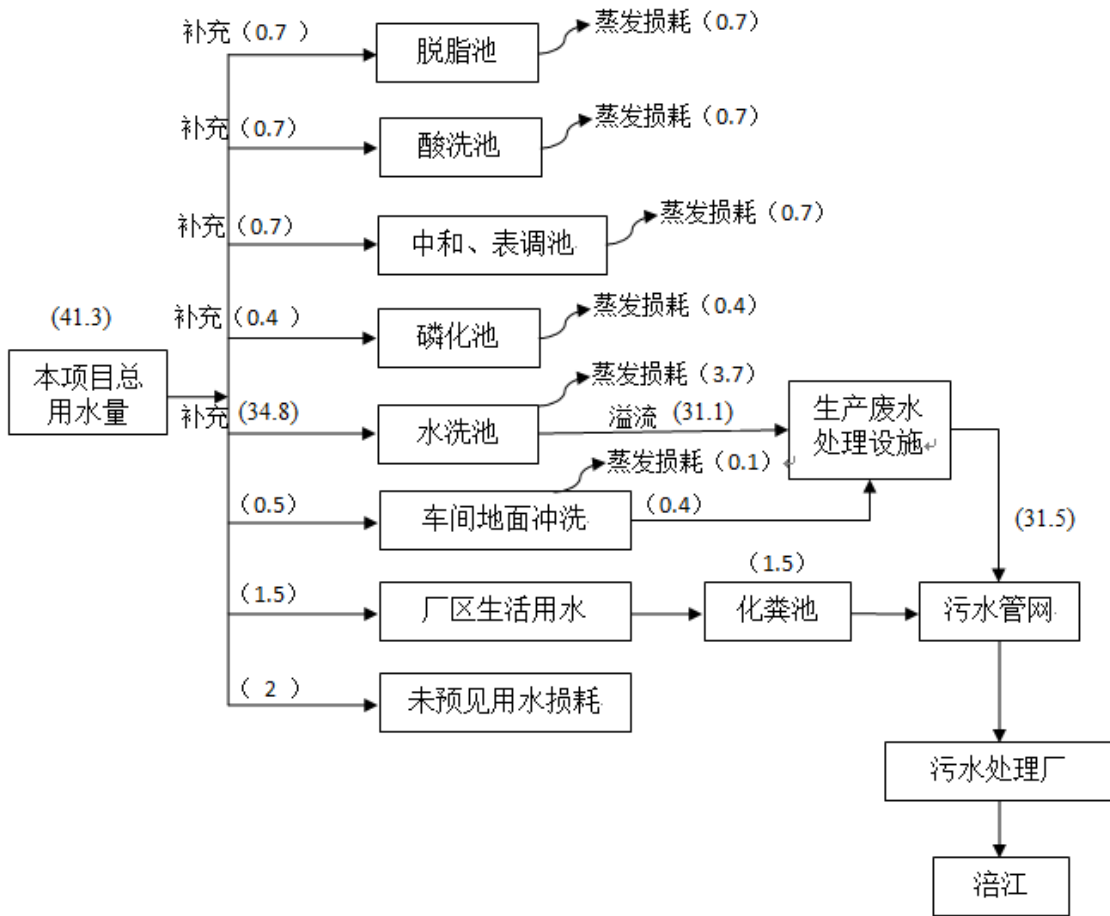 补充（0.7 ）
脱脂池
蒸发损耗（0.7）
补充（0.7）
酸洗池
蒸发损耗（0.7）
补充（0.7）
中和、表调池
蒸发损耗（0.7）
(41.3)
本项目总
用水量
补充（0.4 ）
磷化池
蒸发损耗（0.4）
补充 (34.8)
水洗池
蒸发损耗（3.7）
溢流 (31.1)
生产废水
处理设施↵
（0.5）
车间地面冲洗
蒸发损耗（0.1）↵
（0.4）
(31.5)
（1.5）
厂区生活用水
（1.5）
化粪池
污水管网
（ 2 ）
未预见用水损耗
污水处理厂
涪江